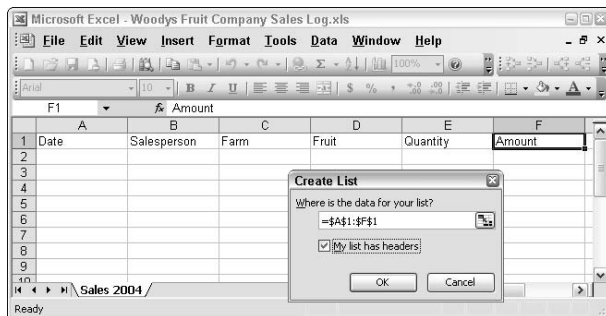 Microsoft Excel - Woodys Fruit Company Sales Log.xls
File Edit View Insert Format Tools Data Window Help
100%
Arial 10 B I U $ % ,
F1 fx Amount
A B C D E F
1 Date Salesperson Farm Fruit Quantity Amount
2
3
4
5
6
7
8
9
10
Create List
Where is the data for your list?
=$A$1:$F$1
My list has headers
OK Cancel
Sales 2004
Ready